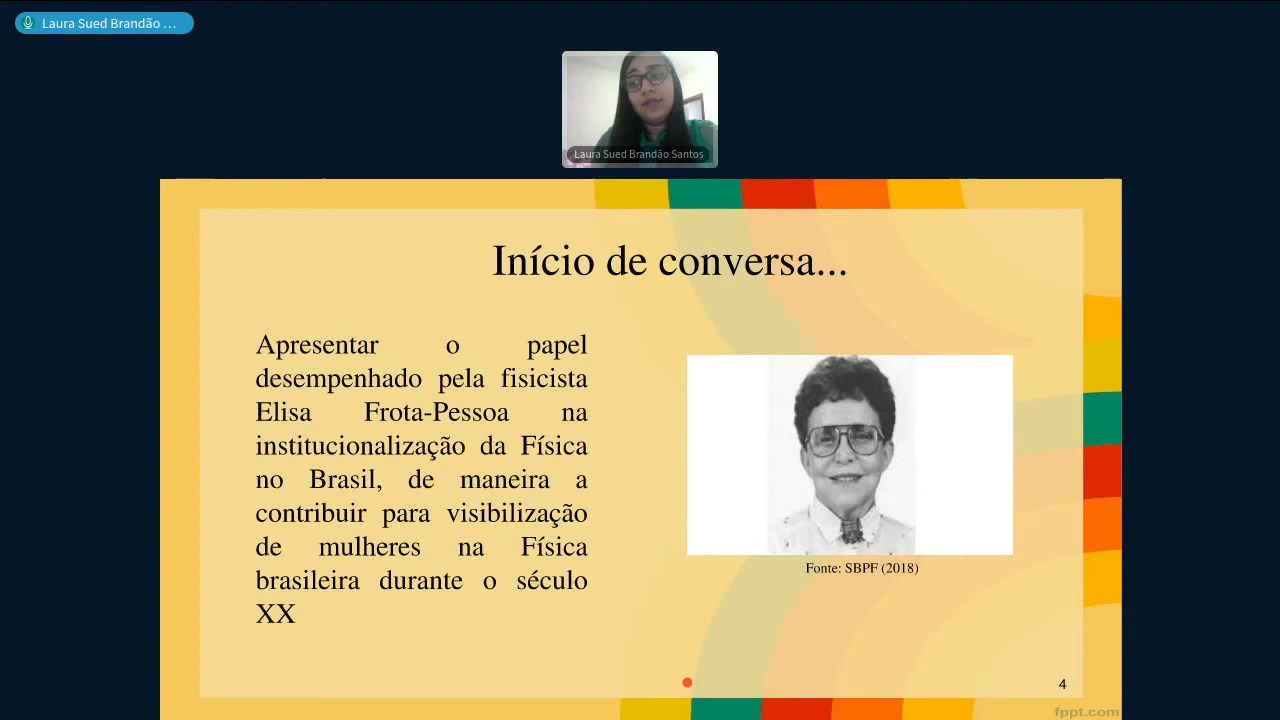 Laura Sued Brandão ...
Laura Sued Brandão Santos
Início de conversa...
Apresentar o papel
desempenhado pela fisicista
Elisa Frota-Pessoa na
institucionalização da Física
no Brasil, de maneira a
contribuir para visibilização
de mulheres na Física
brasileira durante o século
XX
Fonte: SBPF (2018)
4
fppt.com